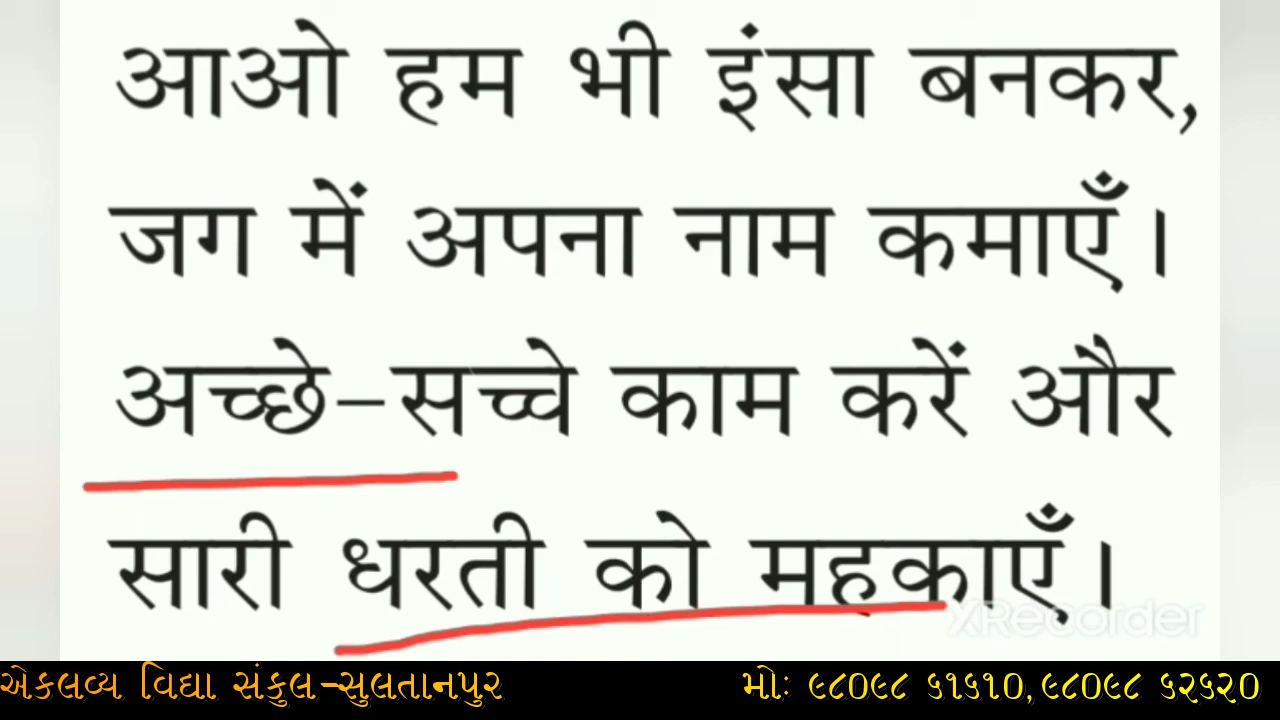 आओ हम भी इंसा बनकर,
जग में अपना नाम कमाएँ।
अच्छे-सच्चे काम करें और
सारी धरती को महकाएँ।
XRecorder
એકલવ્ય વિદ્યા સંકુલ-સુલતાનપુર મોઃ ૯૮૦૯૮ ૬૧૬૧૦, ૯૮૦૯૮ ૬૨૬૨૦